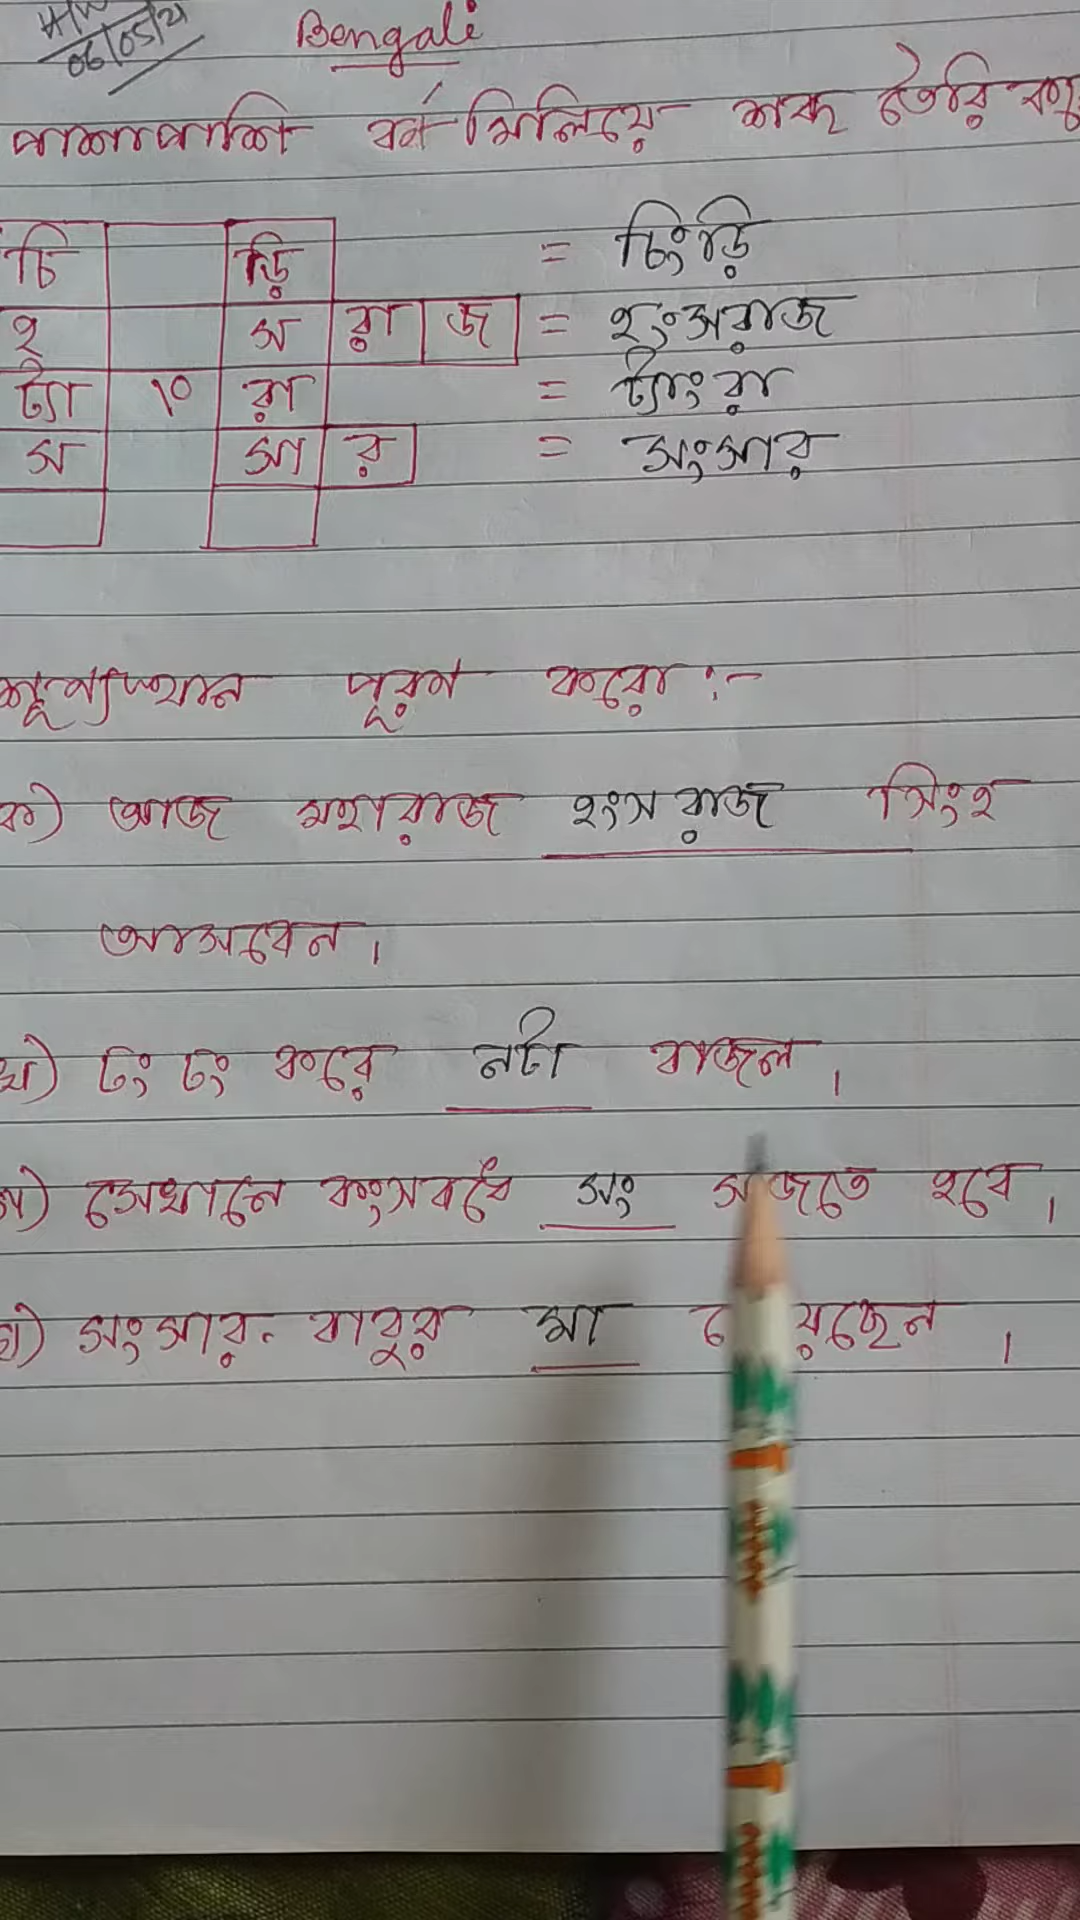 H/W
06/05/21
Bengali
পাশাপাশি বর্ণ মিলিয়ে শব্দ তৈরি
চি ড়ি = চিংড়ি
হ স রা জ = হংসরাজ
ট্যা ং রা = ট্যাংরা
স সা র = সংসার
শূণ্যস্থান পূরণ করো :-
ক) আজ মহারাজ হংসরাজ সিংহ
আসবেন।
খ) ঢং ঢং করে নটা বাজল।
গ) সেখানে কংসবধে সং সাজতে হবে।
সংসার বাবুর মা